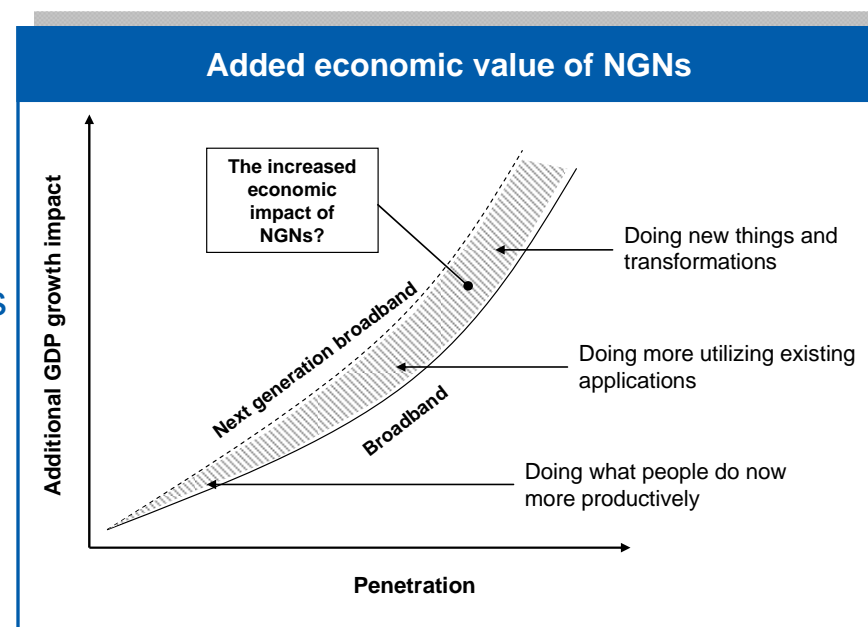 Added economic value of NGNs
Additional GDP growth impact
The increased
economic
impact of
NGNs?
Doing new things and
transformations
Next generation broadband
Doing more utilizing existing
applications
Broadband
Doing what people do now
more productively
Penetration